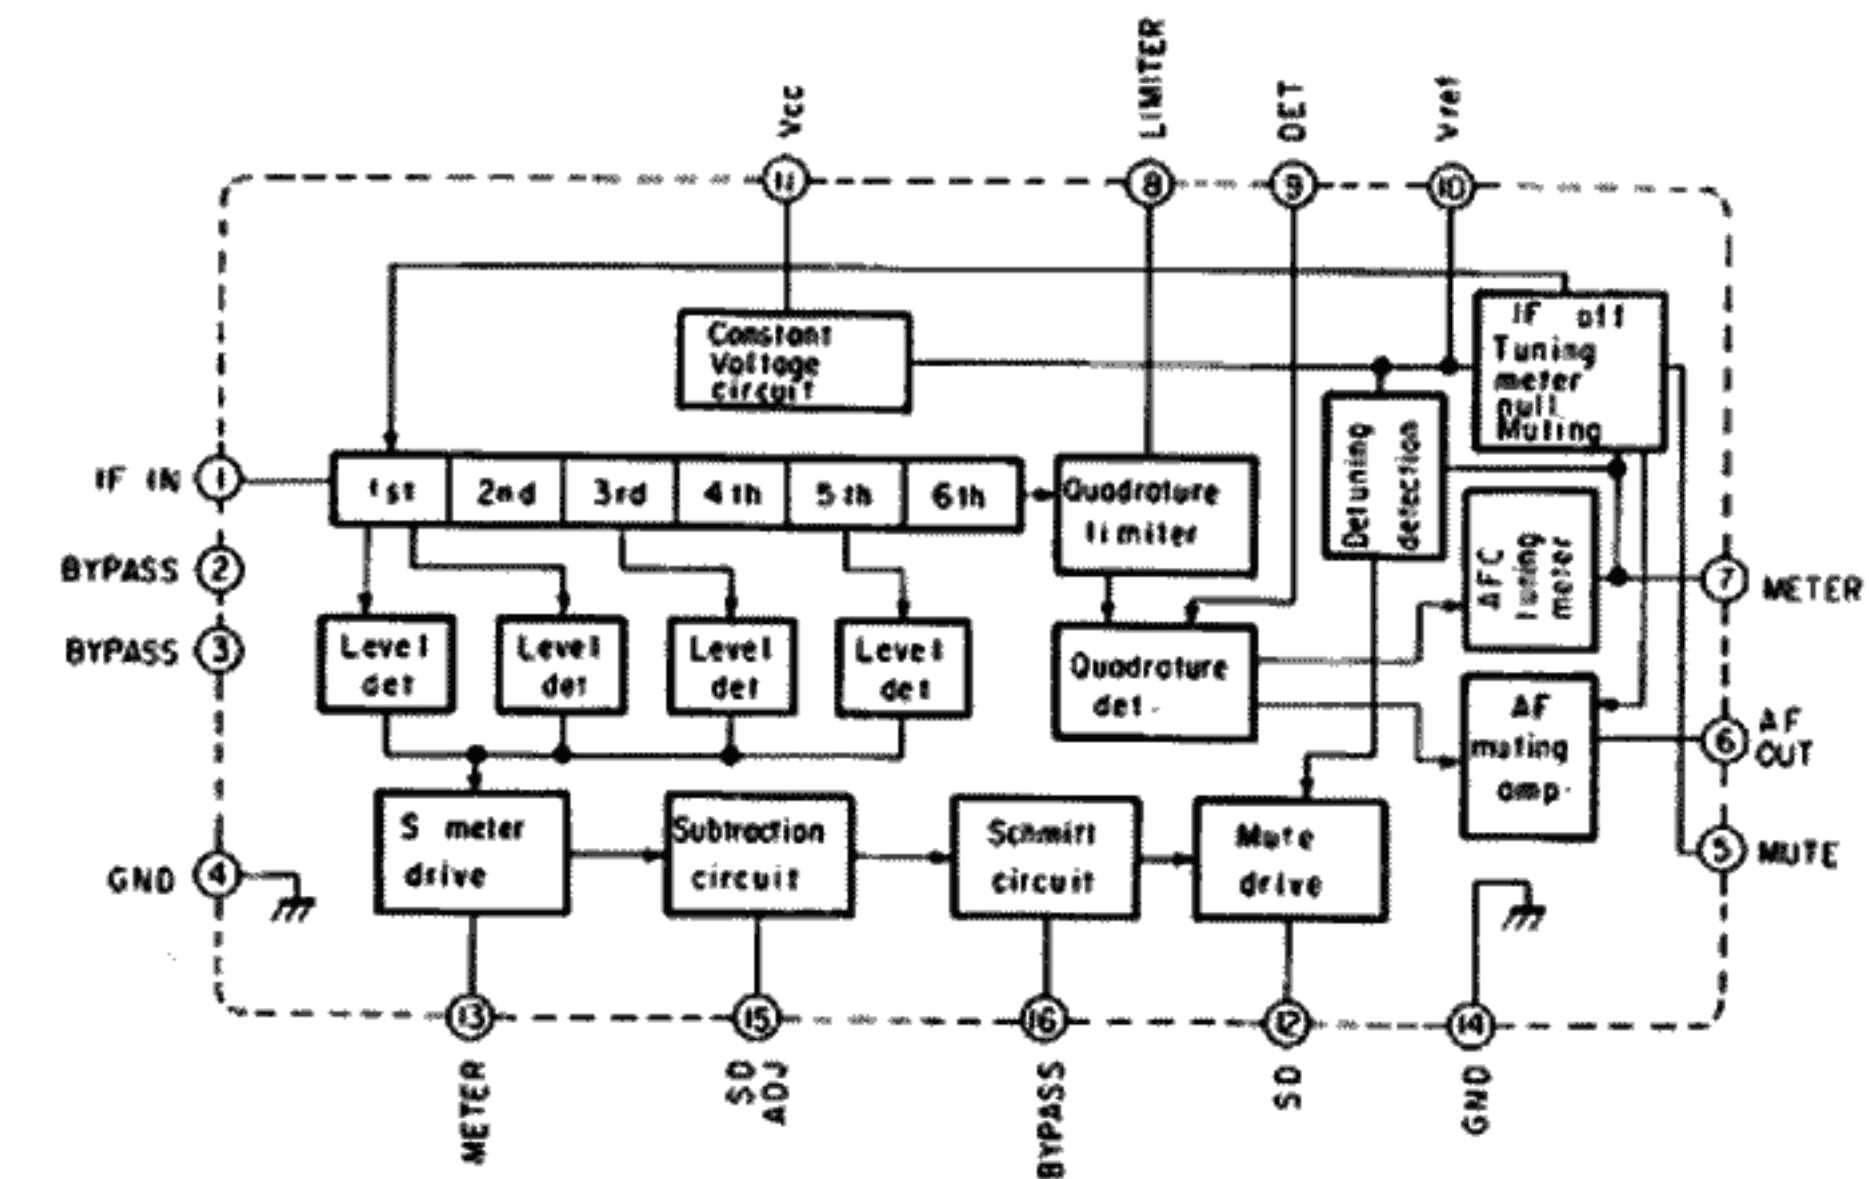 Vcc
LIMITER
DET
Vref
11
8
9
10
Constant
Voltage
circuit
IF off
Tuning
meter
null
Muting
IF IN
1
1st
2nd
3rd
4th
5th
6th
Quadrature
limiter
Detuning
detection
AFC
tuning
meter
BYPASS
2
7
METER
BYPASS
3
Level
det
Level
det
Level
det
Level
det
Quadrature
det.
AF
muting
amp.
6
AF
OUT
5
MUTE
GND
4
S meter
drive
Subtraction
circuit
Schmitt
circuit
Mute
drive
13
15
16
12
14
METER
SD
ADJ
BYPASS
SD
GND